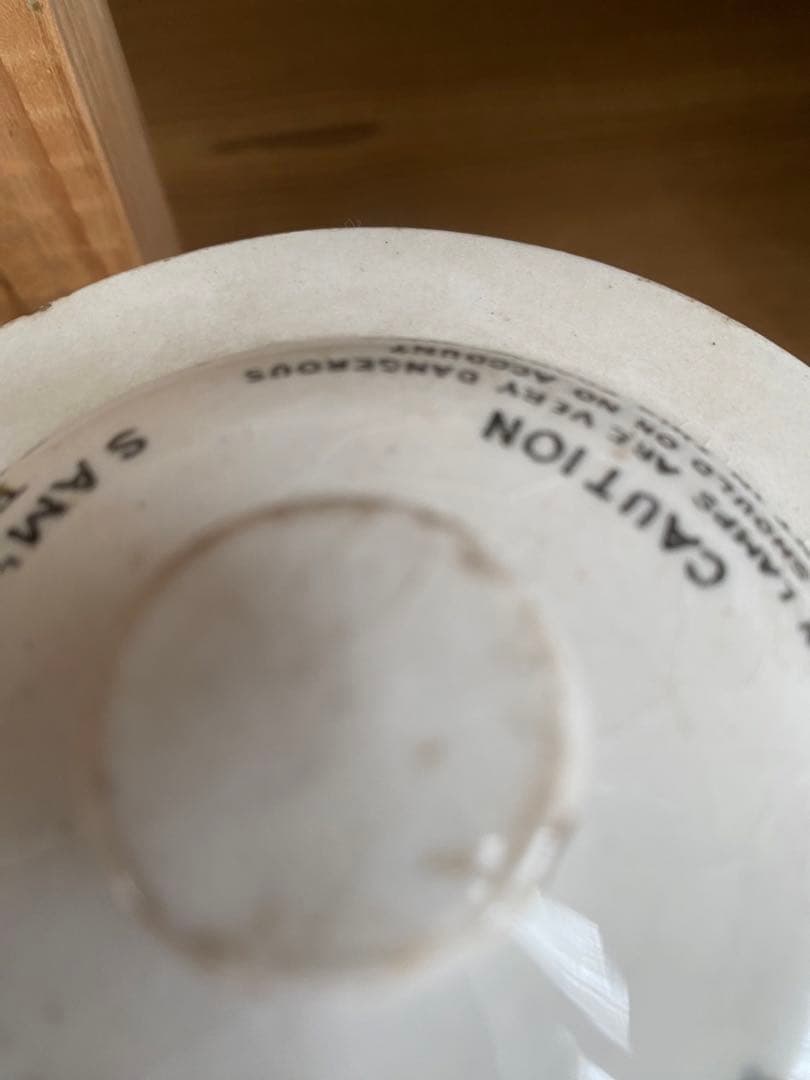 SAM'
CAUTION
LAMPS ARE VERY DANGEROUS
SHOULD ON NO ACCOUNT